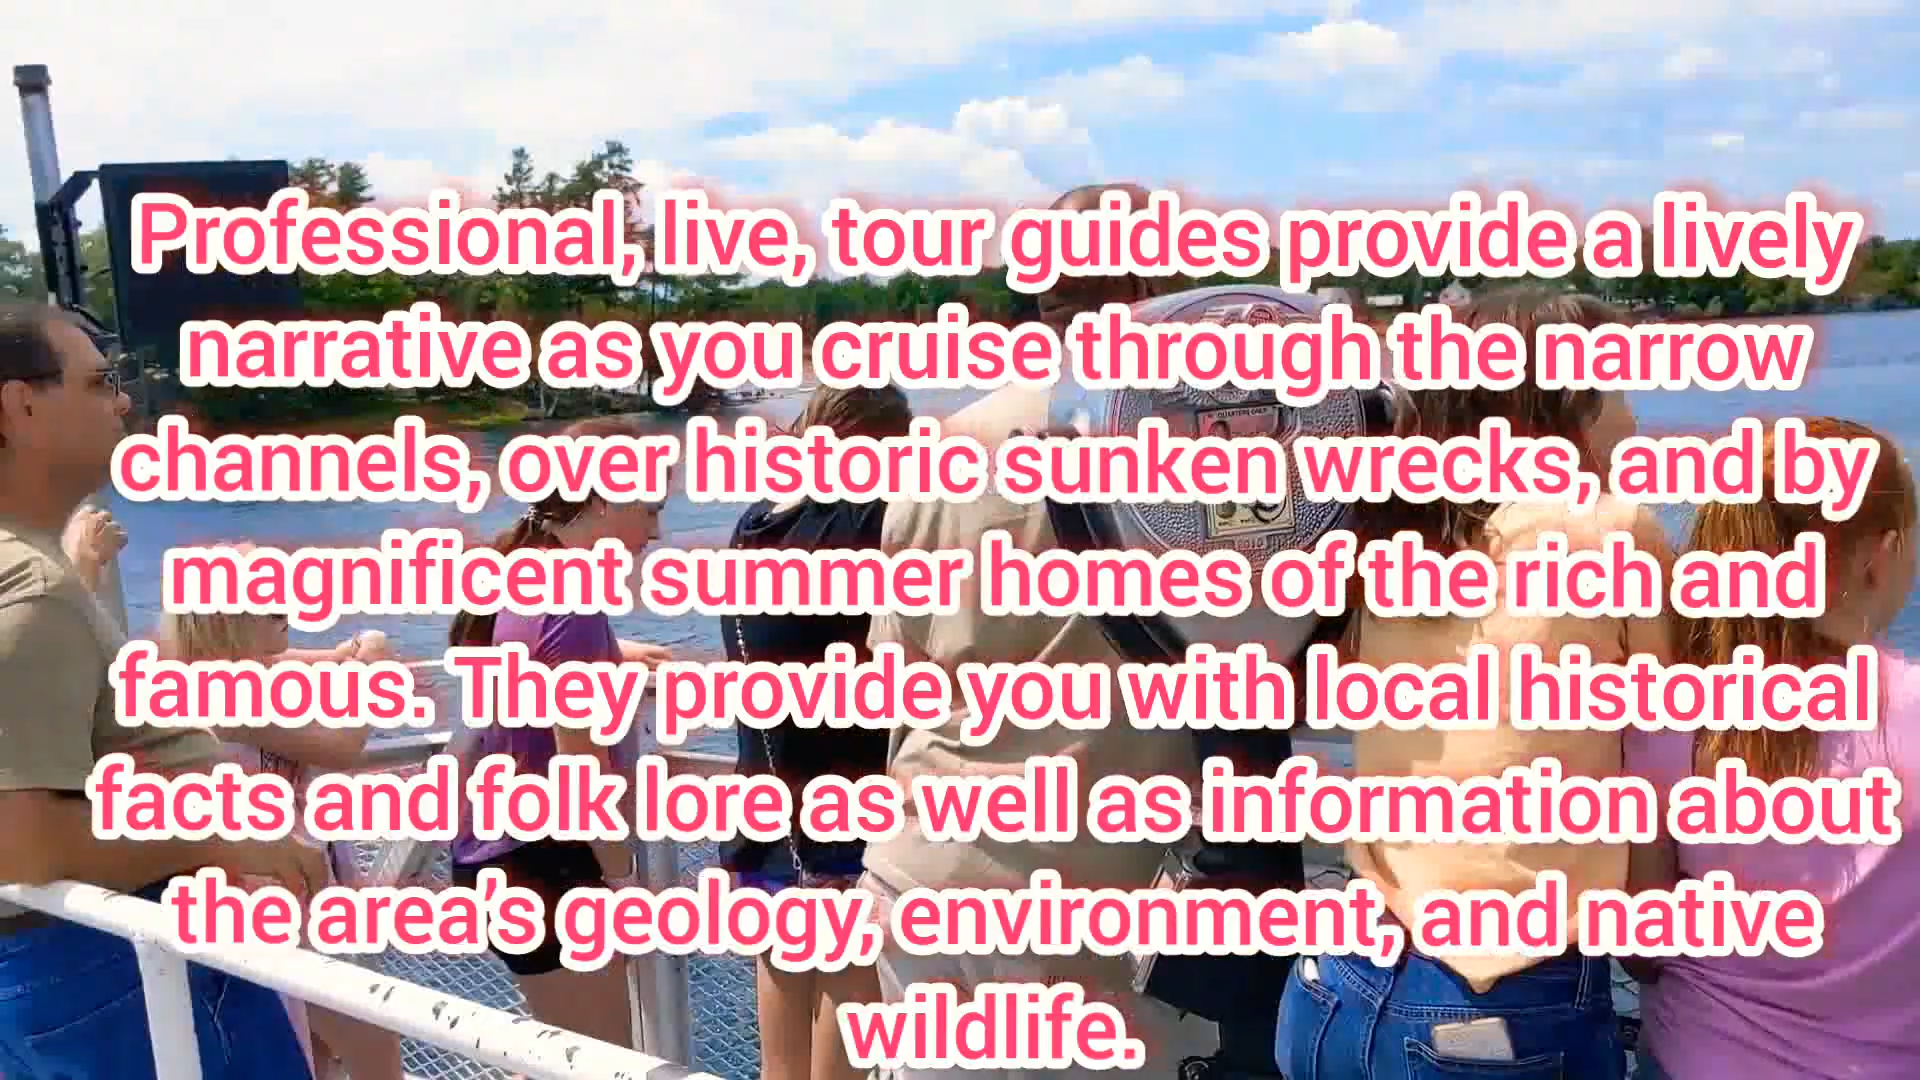 Professional, live, tour guides provide a lively
narrative as you cruise through the narrow
channels, over historic sunken wrecks, and by
magnificent summer homes of the rich and
famous. They provide you with local historical
facts and folk lore as well as information about
the area's geology, environment, and native
wildlife.
QUARTERS ONLY